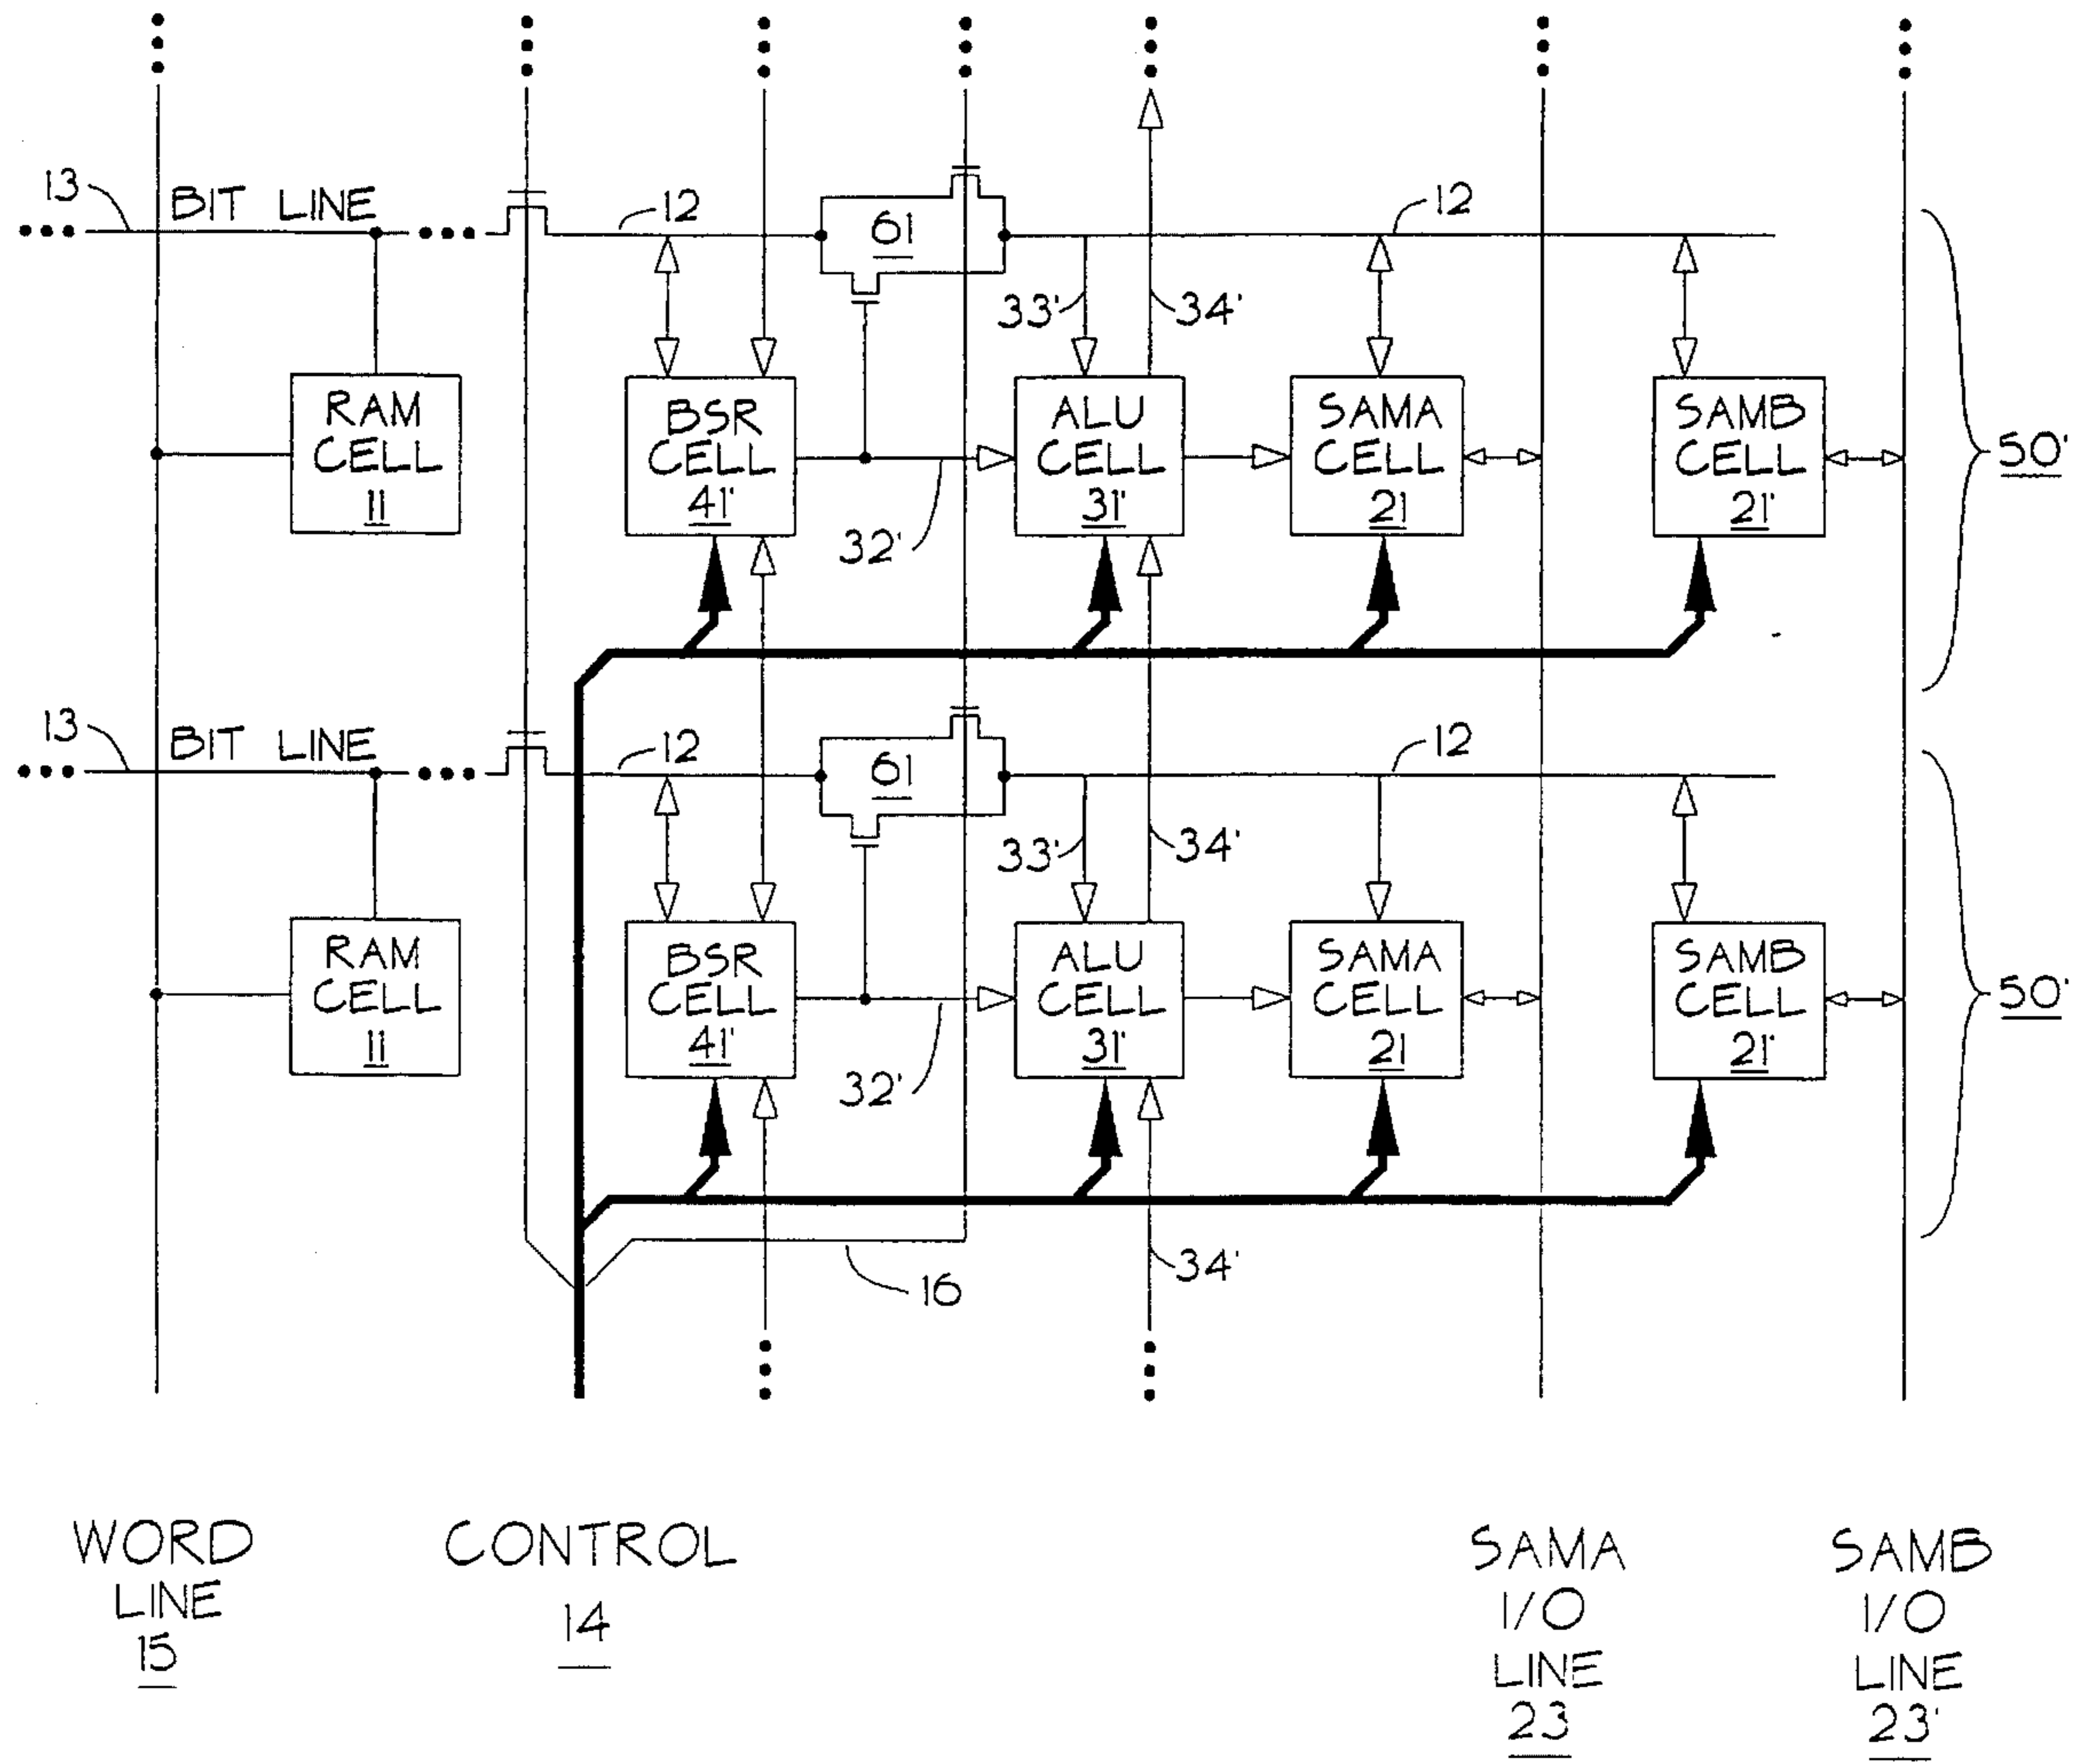 13 BIT LINE 12 61 12
33' 34'
RAM CELL 11
BSR CELL 41'
ALU CELL 31'
SAMA CELL 21
SAMB CELL 21'
50'
32'
13 BIT LINE 12 61 12
33' 34'
RAM CELL 11
BSR CELL 41'
ALU CELL 31'
SAMA CELL 21
SAMB CELL 21'
50'
32'
16 34'
WORD LINE 15
CONTROL 14
SAMA I/O LINE 23
SAMB I/O LINE 23'